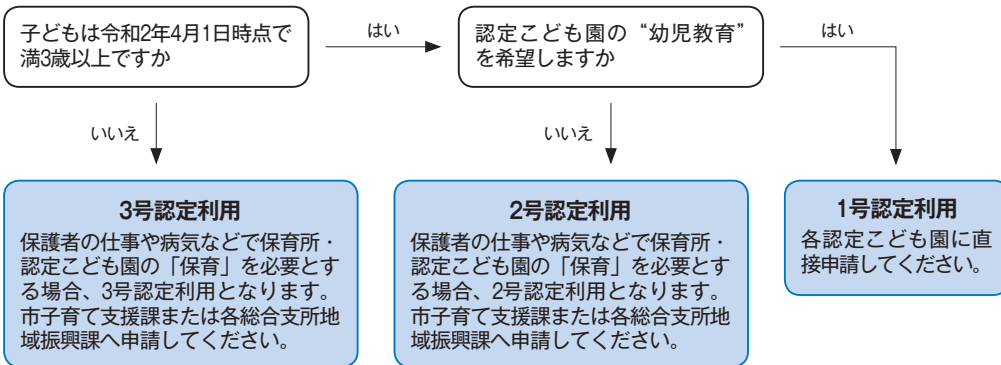 子どもは令和2年4月1日時点で
満3歳以上ですか
はい
認定こども園の“幼児教育”
を希望しますか
はい
いいえ
いいえ
3号認定利用
保護者の仕事や病気などで保育所・
認定こども園の「保育」を必要とす
る場合、3号認定利用となります。
市子育て支援課または各総合支所地
域振興課へ申請してください。
2号認定利用
保護者の仕事や病気などで保育所・
認定こども園の「保育」を必要とす
る場合、2号認定利用となります。
市子育て支援課または各総合支所地
域振興課へ申請してください。
1号認定利用
各認定こども園に直
接申請してください。